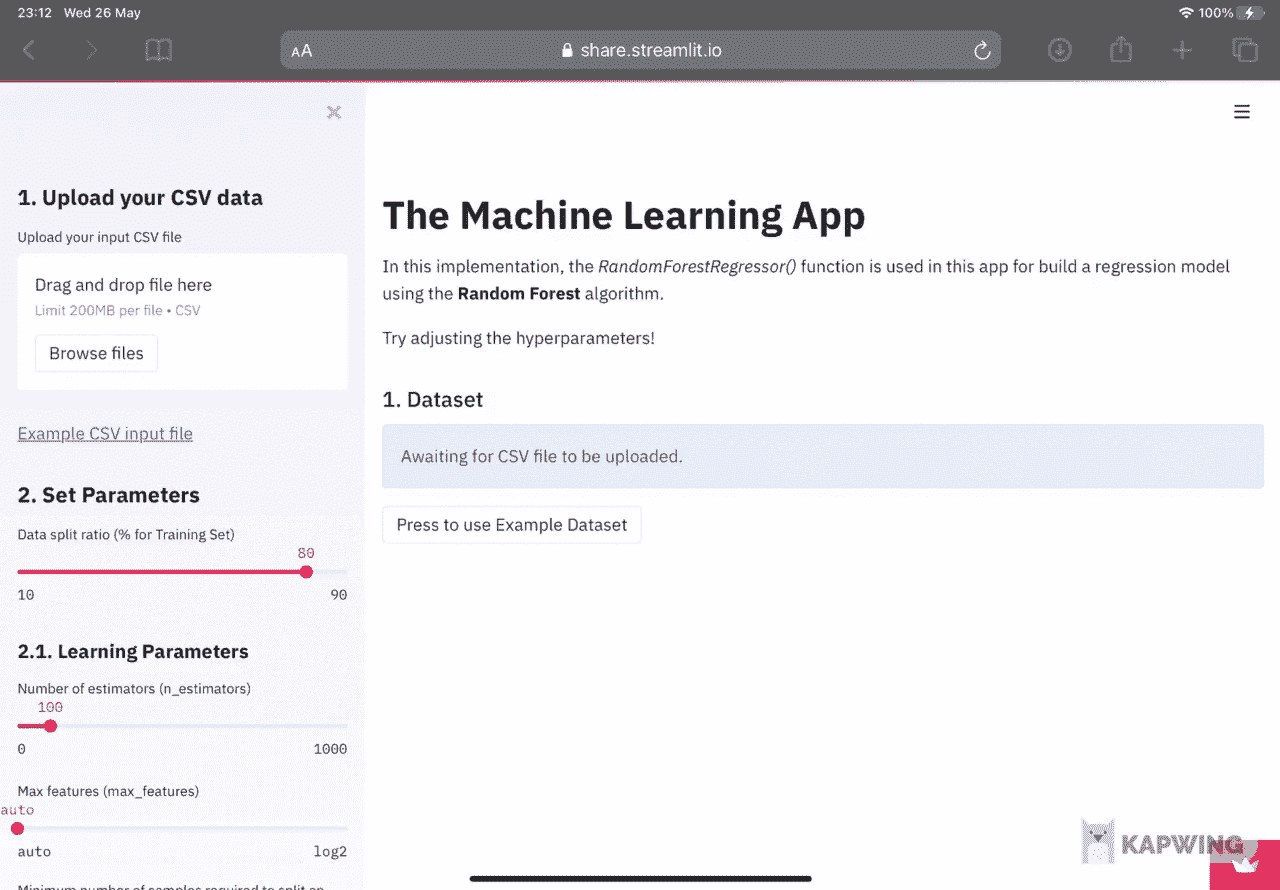 23:12 Wed 26 May
100%
AA
share.streamlit.io
1. Upload your CSV data
Upload your input CSV file
Drag and drop file here
Limit 200MB per file • CSV
Browse files
Example CSV input file
2. Set Parameters
Data split ratio (% for Training Set)
80
10 90
2.1. Learning Parameters
Number of estimators (n_estimators)
100
0 1000
Max features (max_features)
auto
auto log2
Minimum number of samples required to split an
The Machine Learning App
In this implementation, the RandomForestRegressor() function is used in this app for build a regression model
using the Random Forest algorithm.
Try adjusting the hyperparameters!
1. Dataset
Awaiting for CSV file to be uploaded.
Press to use Example Dataset
KAPWING